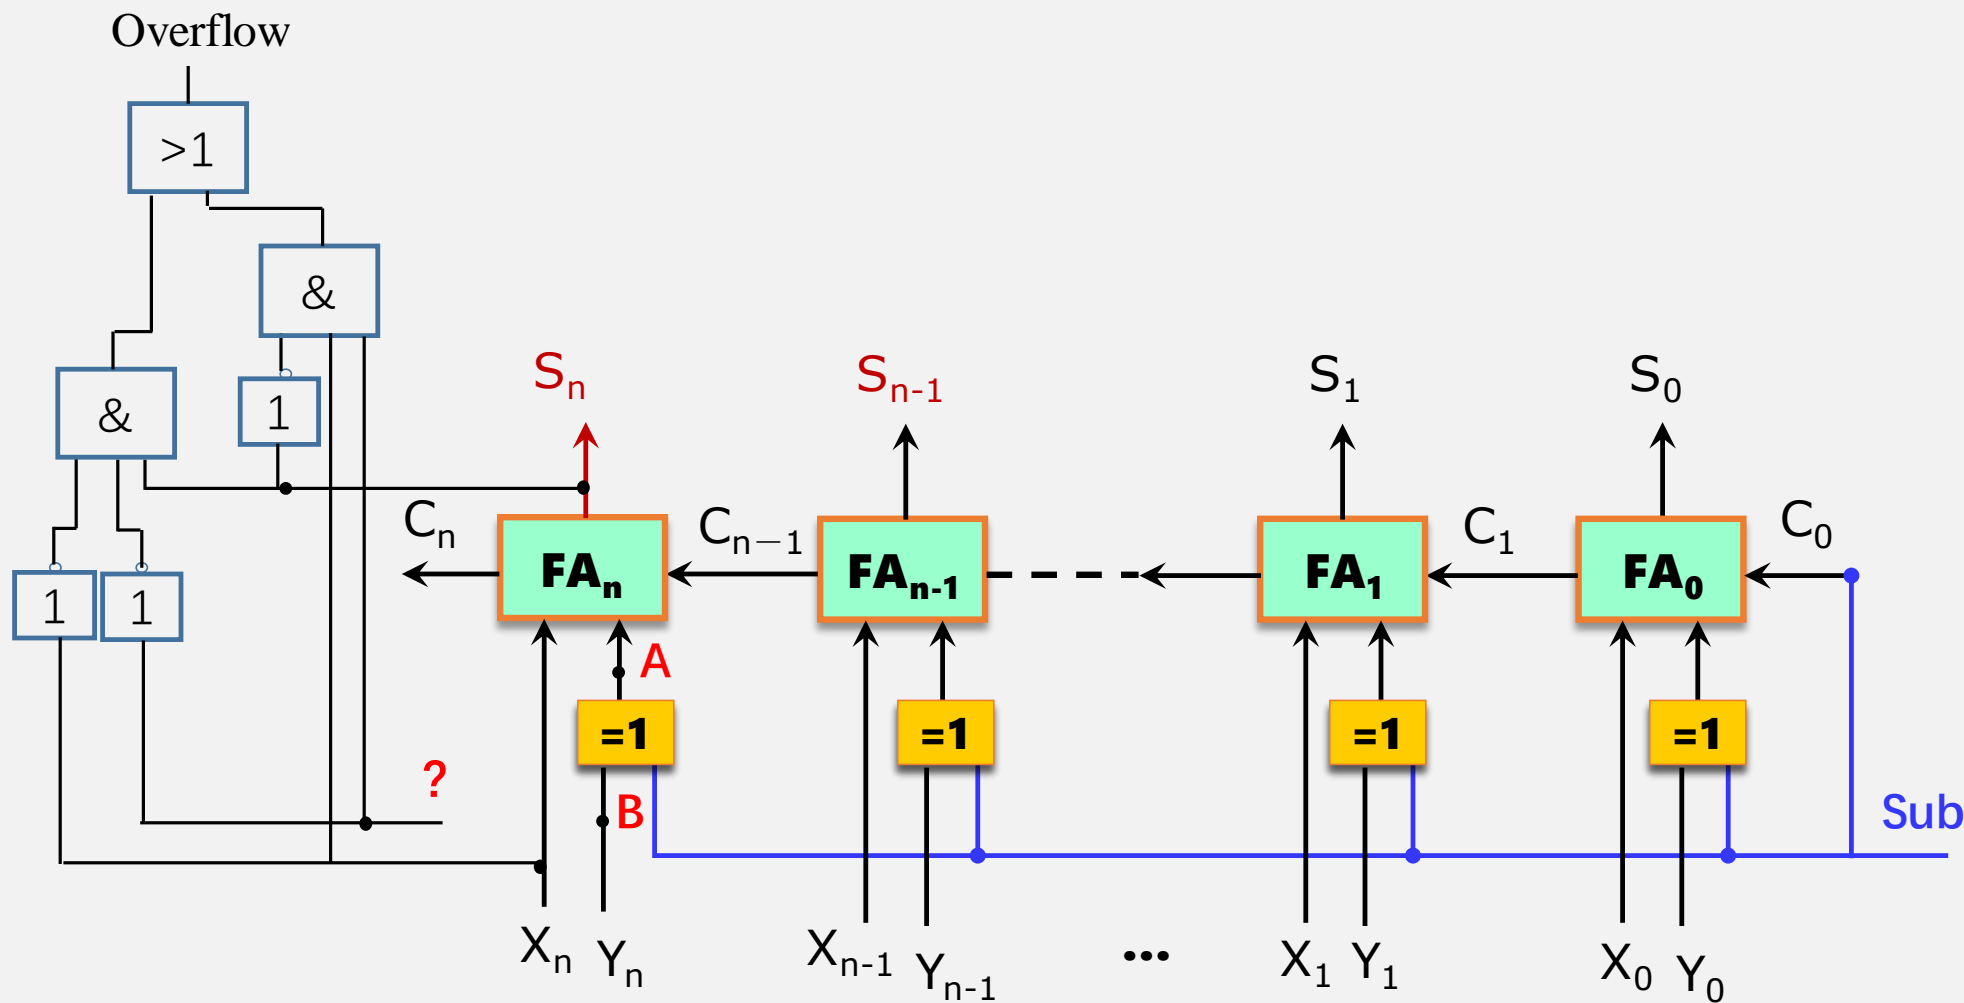 Overflow
>1
&
&
1
1
1
Sₙ
Sₙ₋₁
S₁
S₀
Cₙ
Cₙ₋₁
C₁
C₀
FAₙ
FAₙ₋₁
FA₁
FA₀
A
=1
=1
=1
=1
?
B
Sub
Xₙ
Yₙ
Xₙ₋₁
Yₙ₋₁
...
X₁
Y₁
X₀
Y₀